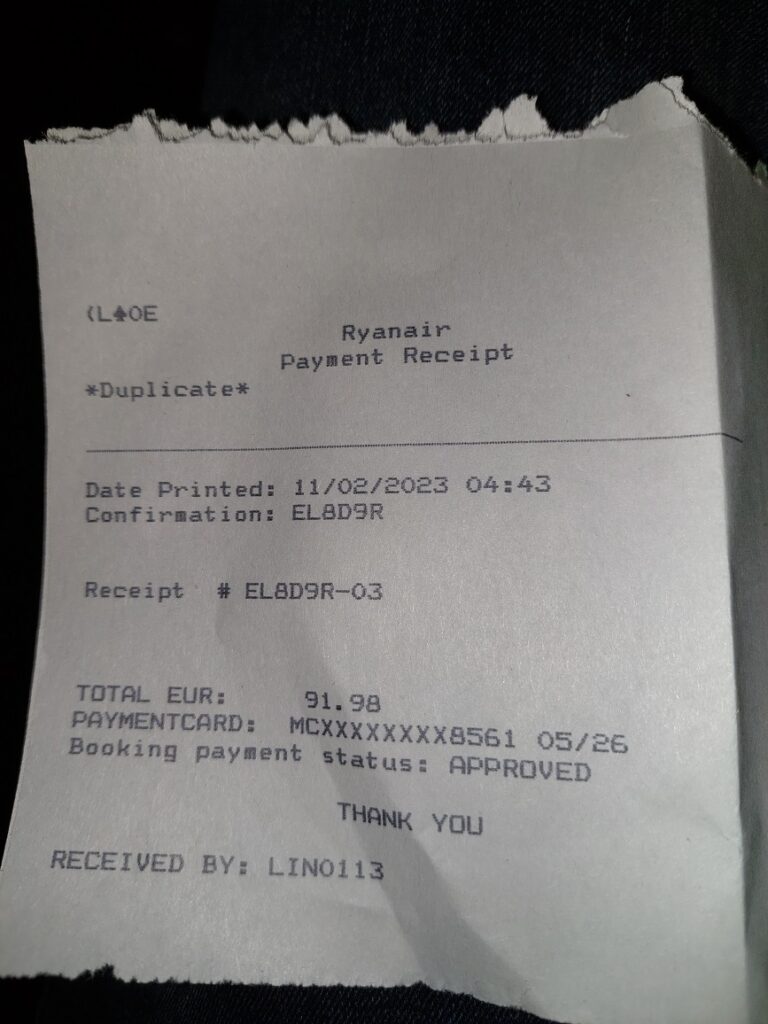 (L♠OE
Ryanair
Payment Receipt
*Duplicate*
Date Printed: 11/02/2023 04:43
Confirmation: EL8D9R
Receipt # EL8D9R-03
TOTAL EUR: 91.98
PAYMENTCARD: MCXXXXXXXX8561 05/26
Booking payment status: APPROVED
THANK YOU
RECEIVED BY: LIN0113